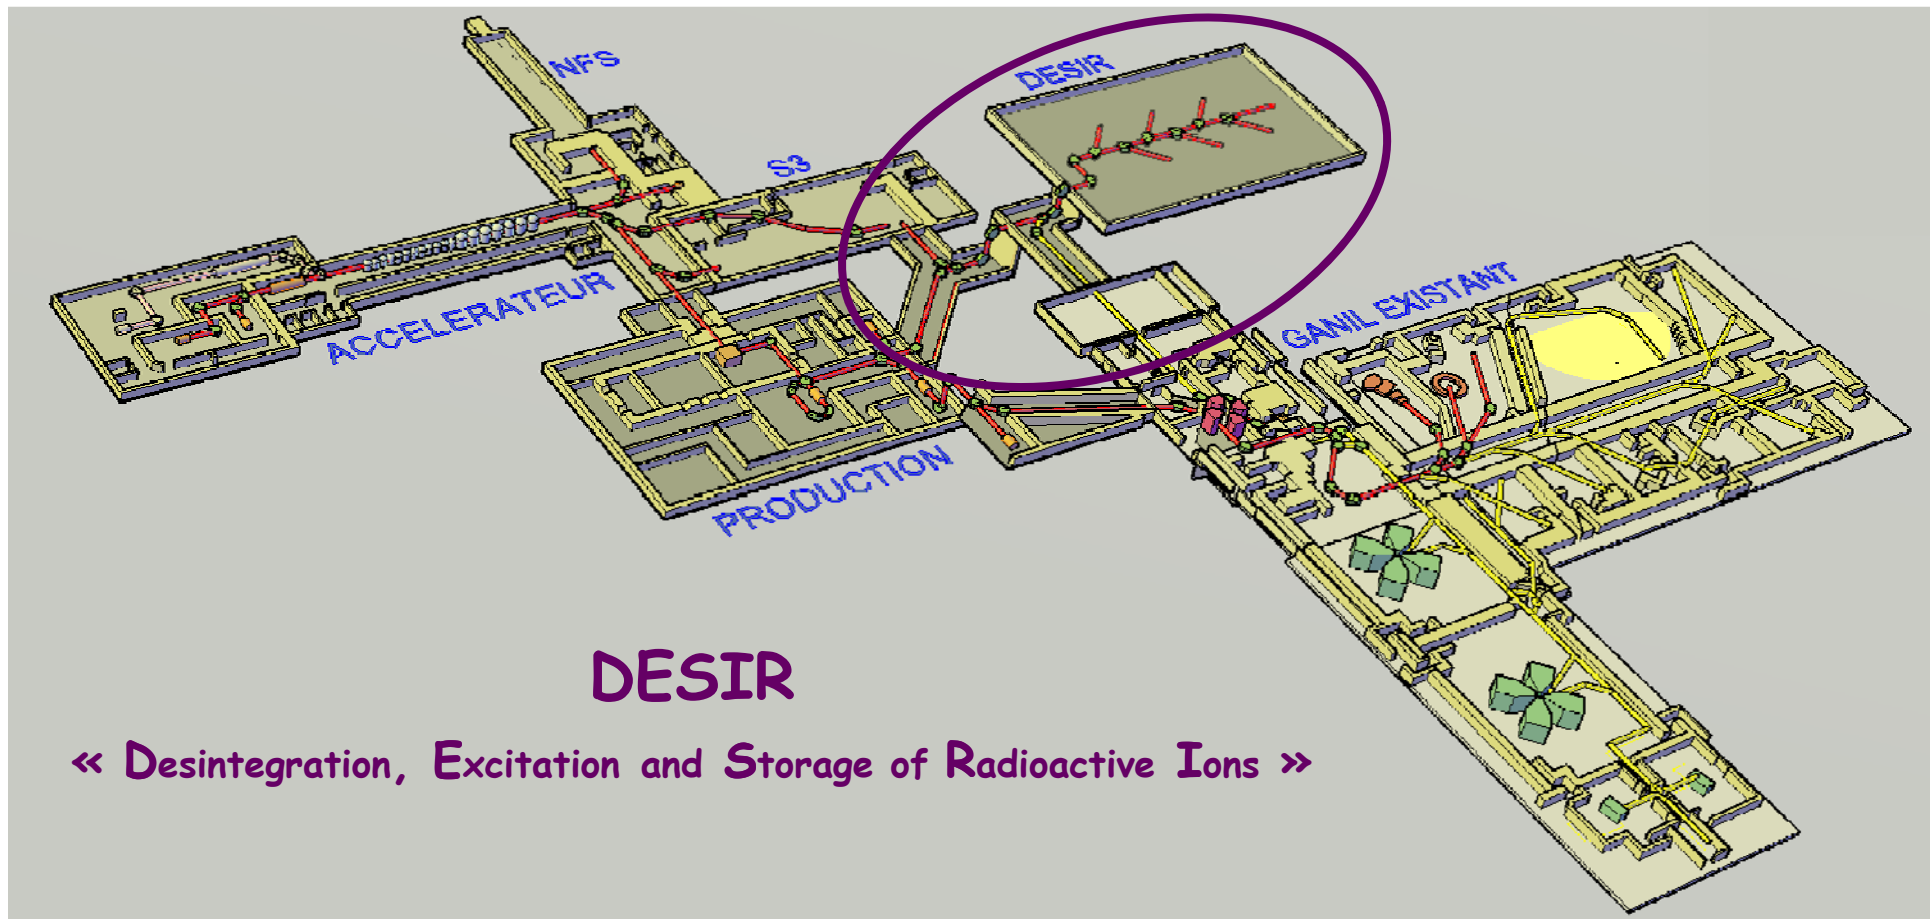 NFS
DESIR
S3
ACCELERATEUR
GANIL EXISTANT
PRODUCTION
DESIR
« Desintegration, Excitation and Storage of Radioactive Ions »